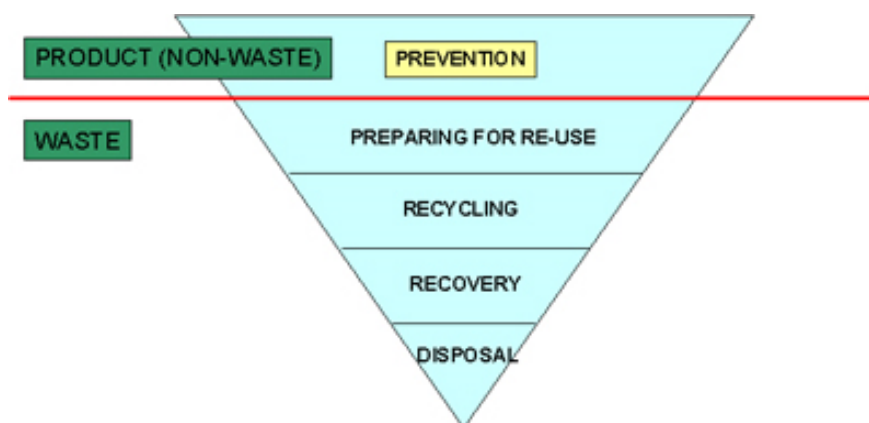 PRODUCT (NON-WASTE)
PREVENTION
WASTE
PREPARING FOR RE-USE
RECYCLING
RECOVERY
DISPOSAL